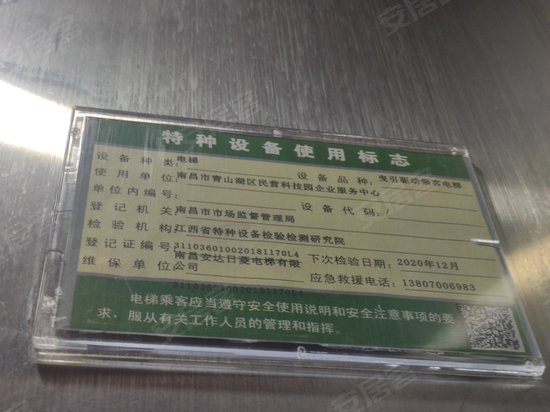 特种设备使用标志
设备种类: 电梯 设备品种: 曳引驱动乘客电梯
使用单位: 南昌市青山湖区民营科技园企业服务中心
单位内编号: 设备代码: /
登记机关: 南昌市市场监督管理局
检验机构: 江西省特种设备检验检测研究院
登记证编号: 311036010020181170L4 下次检验日期: 2020年12月
维保单位: 南昌安达日菱电梯有限公司 应急救援电话: 13807006983
电梯乘客应当遵守安全使用说明和安全注意事项的要
求、服从有关工作人员的管理和指挥。
安居客